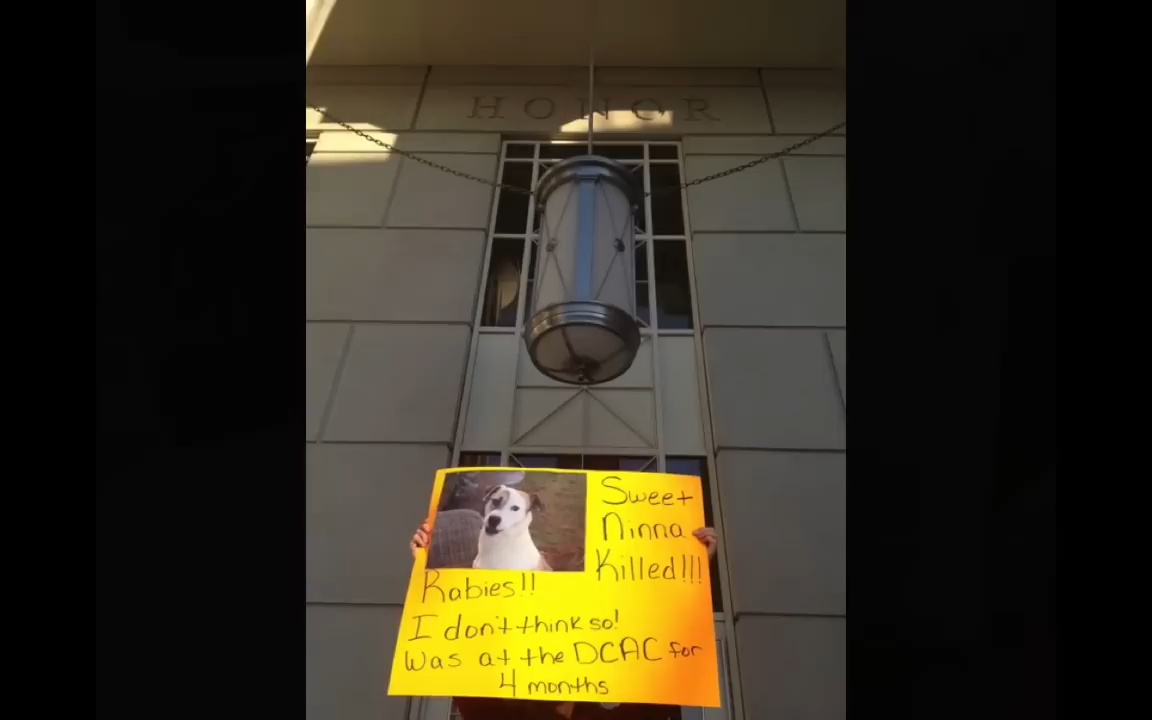 HONOR
Sweet
Ninna
Killed!!!
Rabies!!
I don't think so!
Was at the DCAC for
4 months